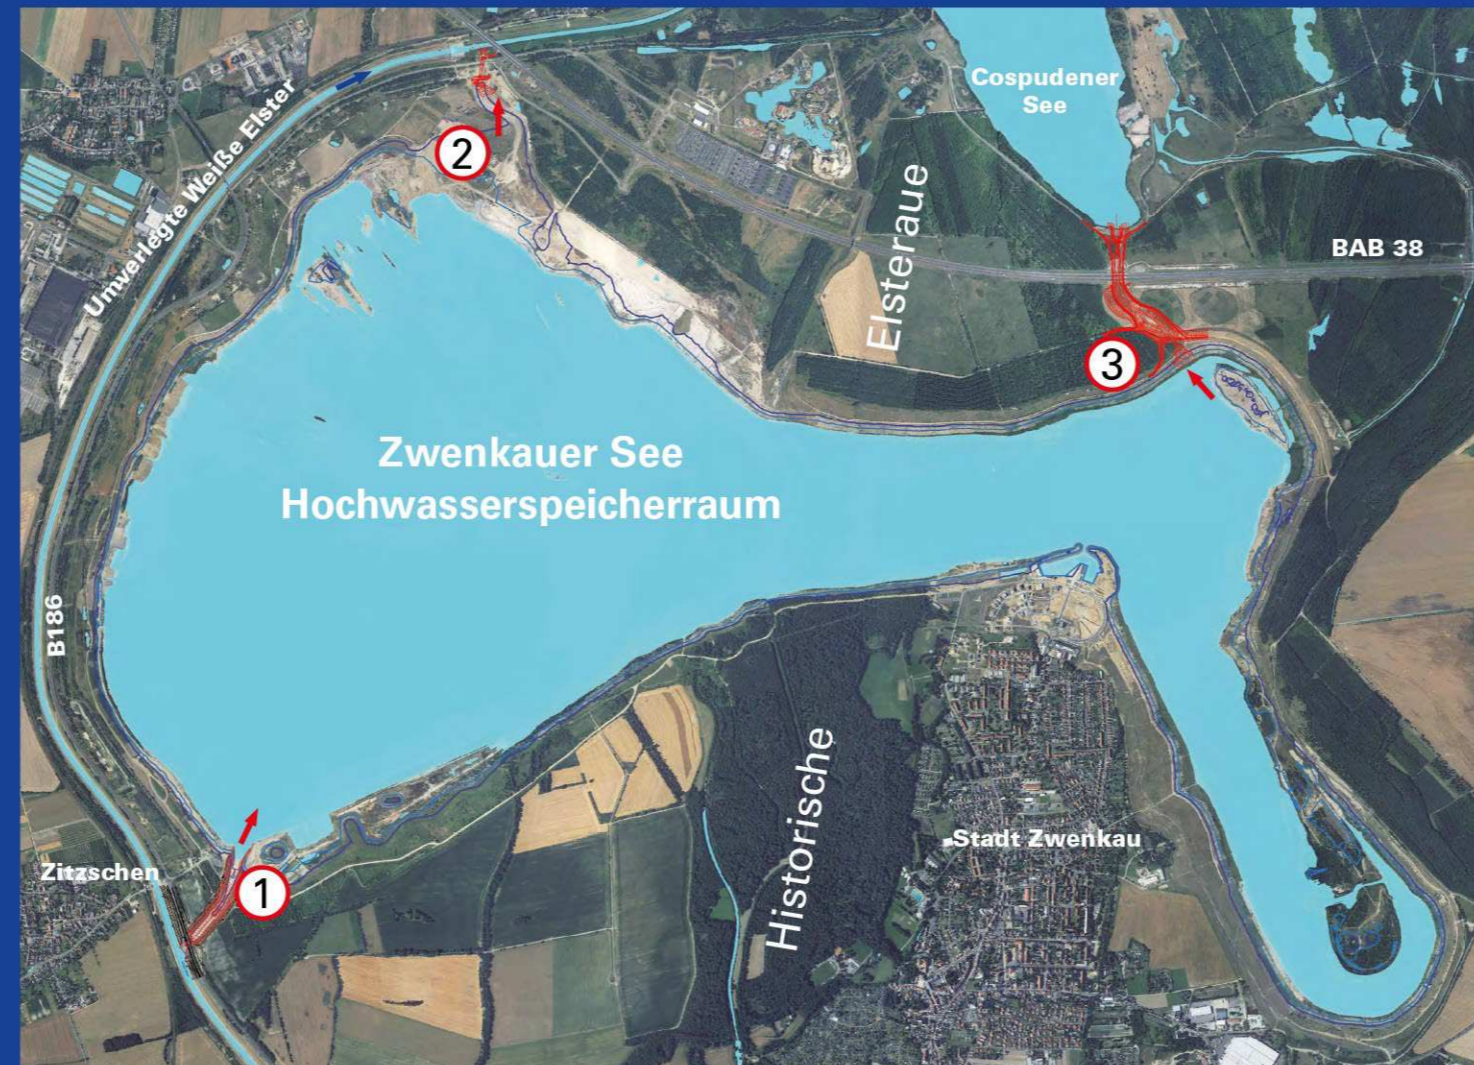 Cospudener
See
Umverlegte Weiße Elster
2
Elsteraue
BAB 38
3
Zwenkauer See
Hochwasserspeicherraum
B186
Historische
Stadt Zwenkau
Zitzschen
1